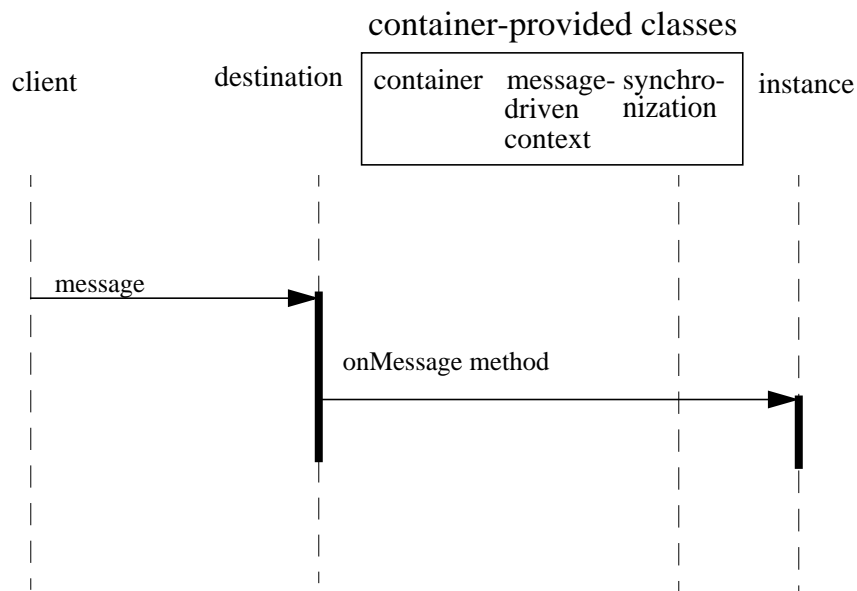 container-provided classes
client
destination
container
message-
driven
context
synchro-
nization
instance
message
onMessage method